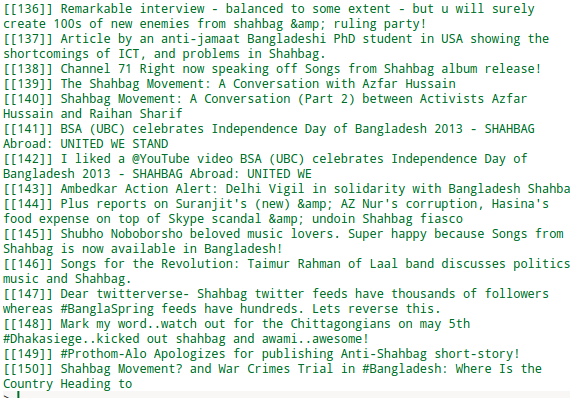 [[136]] Remarkable interview - balanced to some extent - but u will surely
create 100s of new enemies from shahbag &amp; ruling party!
[[137]] Article by an anti-jamaat Bangladeshi PhD student in USA showing the
shortcomings of ICT, and problems in Shahbag.
[[138]] Channel 71 Right now speaking off Songs from Shahbag album release!
[[139]] The Shahbag Movement: A Conversation with Azfar Hussain
[[140]] Shahbag Movement: A Conversation (Part 2) between Activists Azfar
Hussain and Raihan Sharif
[[141]] BSA (UBC) celebrates Independence Day of Bangladesh 2013 - SHAHBAG
Abroad: UNITED WE STAND
[[142]] I liked a @YouTube video BSA (UBC) celebrates Independence Day of
Bangladesh 2013 - SHAHBAG Abroad: UNITED WE
[[143]] Ambedkar Action Alert: Delhi Vigil in solidarity with Bangladesh Shahba
[[144]] Plus reports on Suranjit's (new) &amp; AZ Nur's corruption, Hasina's
food expense on top of Skype scandal &amp; undoin Shahbag fiasco
[[145]] Shubho Noboborsho beloved music lovers. Super happy because Songs from
Shahbag is now available in Bangladesh!
[[146]] Songs for the Revolution: Taimur Rahman of Laal band discusses politics
music and Shahbag.
[[147]] Dear twitterverse- Shahbag twitter feeds have thousands of followers
whereas #BanglaSpring feeds have hundreds. Lets reverse this.
[[148]] Mark my word..watch out for the Chittagongians on may 5th
#Dhakasiege..kicked out shahbag and awami..awesome!
[[149]] #Prothom-Alo Apologizes for publishing Anti-Shahbag short-story!
[[150]] Shahbag Movement? and War Crimes Trial in #Bangladesh: Where Is the
Country Heading to
>